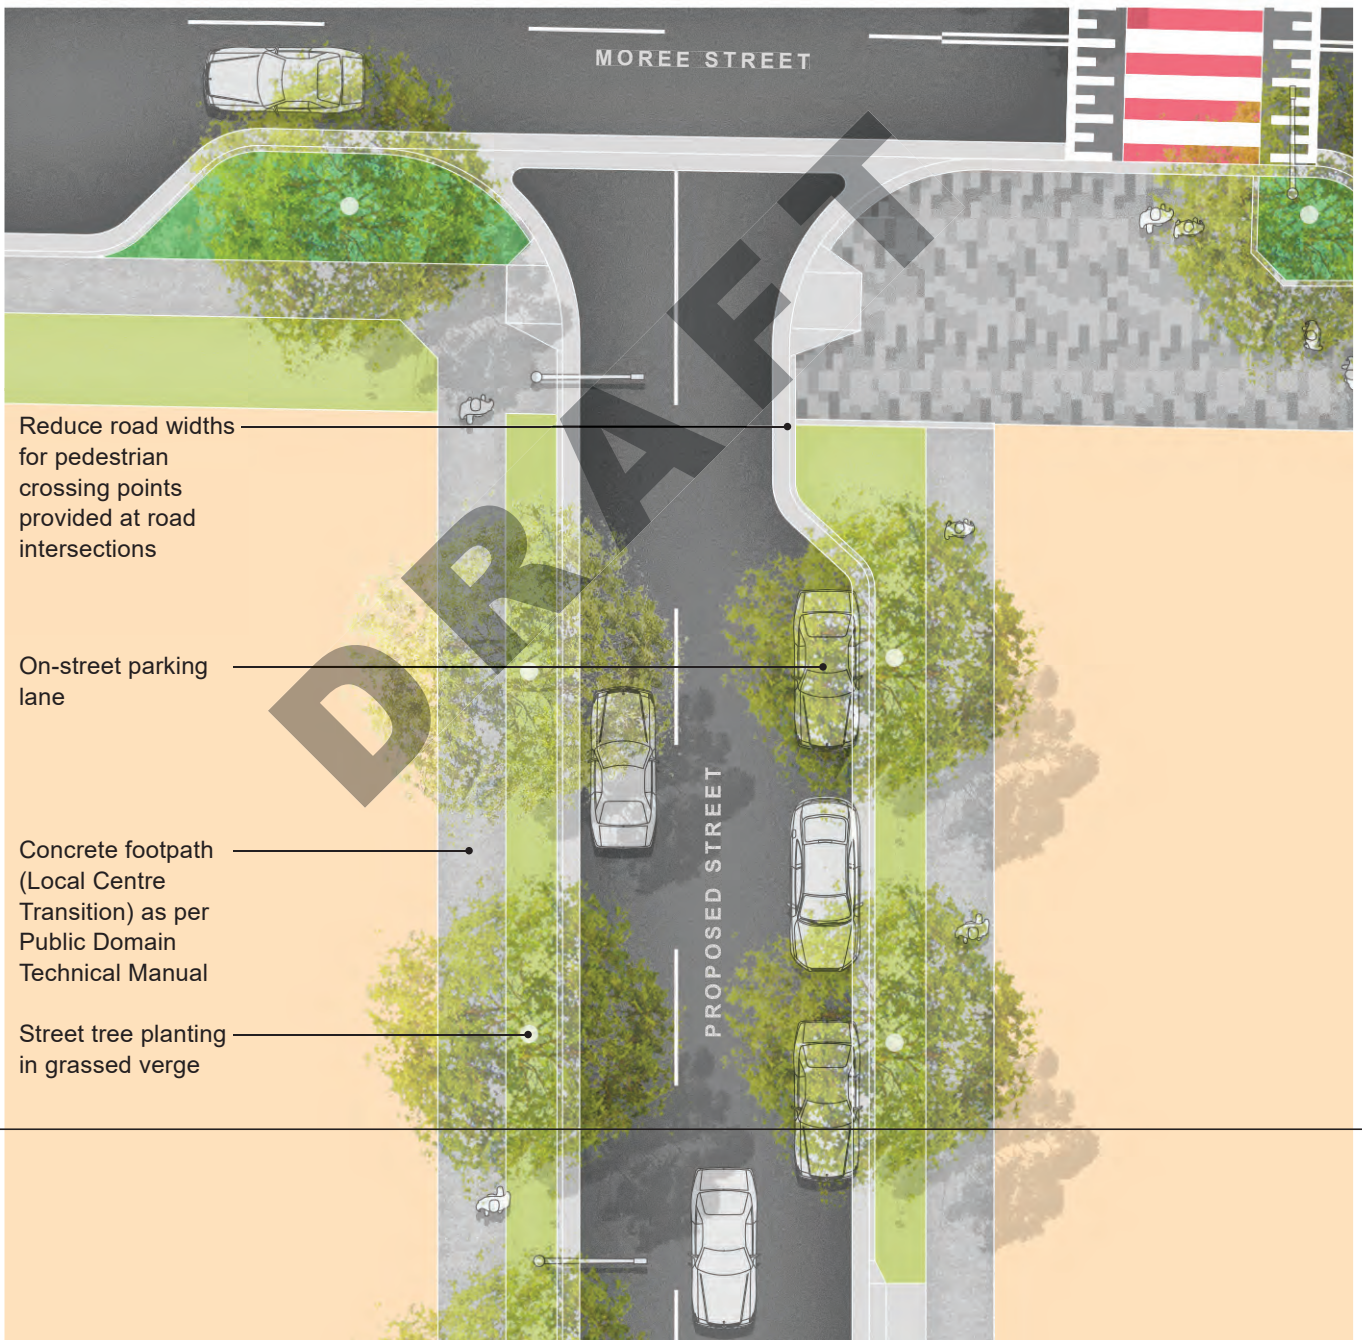 MOREE STREET
DRAFT
Reduce road widths
for pedestrian
crossing points
provided at road
intersections
On-street parking
lane
PROPOSED STREET
Concrete footpath
(Local Centre
Transition) as per
Public Domain
Technical Manual
Street tree planting
in grassed verge